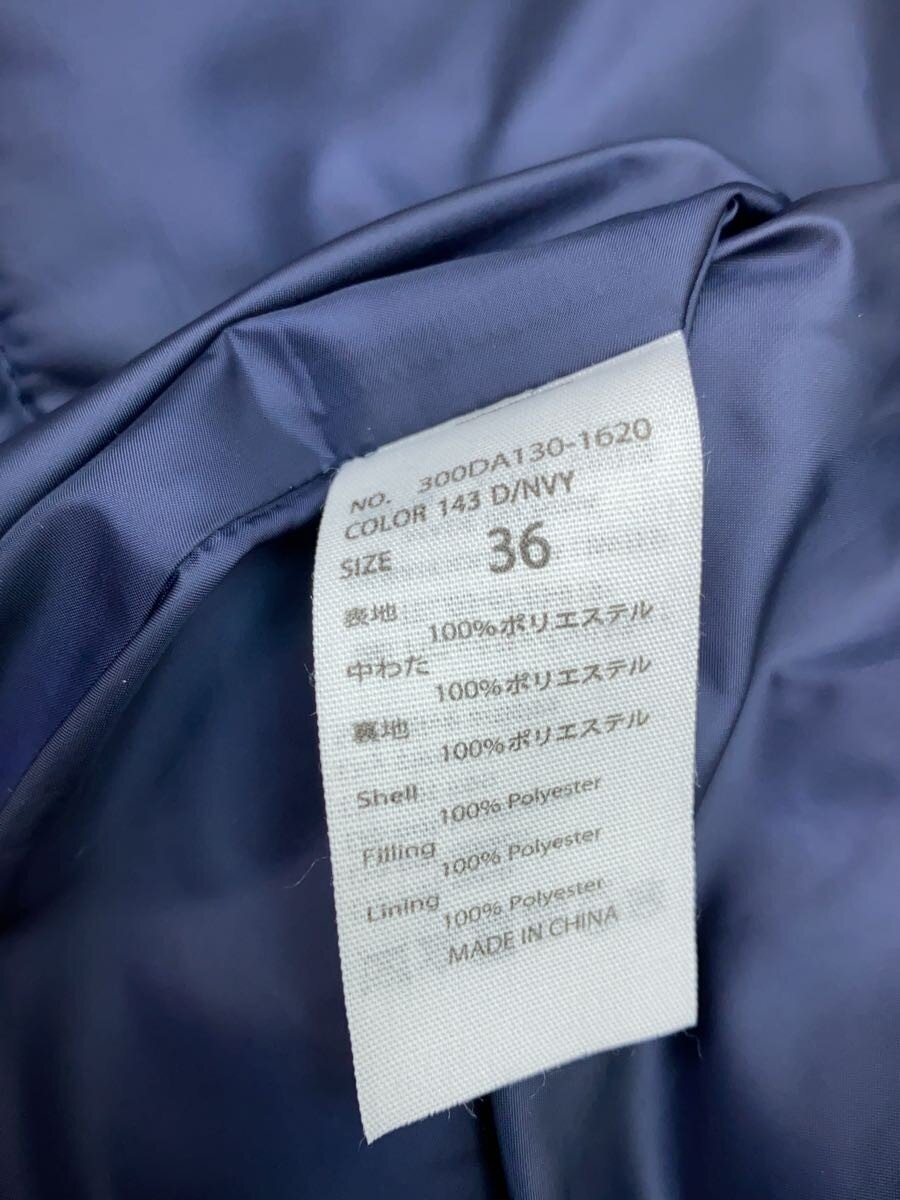 NO. 300DA130-1620
COLOR 143 D/NVY
SIZE 36
表地
100%ポリエステル
中わた
100%ポリエステル
裏地
100%ポリエステル
Shell
100% Polyester
Filling
100% Polyester
Lining
100% Polyester
MADE IN CHINA